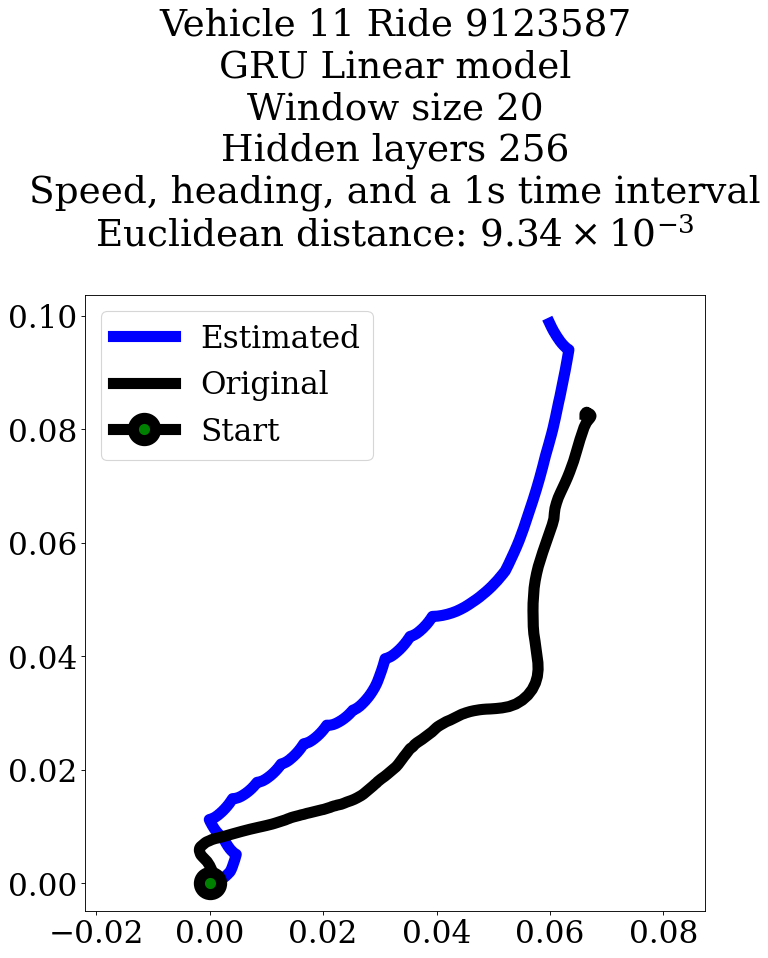 Vehicle 11 Ride 9123587
GRU Linear model
Window size 20
Hidden layers 256
Speed, heading, and a 1s time interval
Euclidean distance: 9.34 × 10⁻³
Estimated
Original
Start
0.10
0.08
0.06
0.04
0.02
0.00
−0.02 0.00 0.02 0.04 0.06 0.08